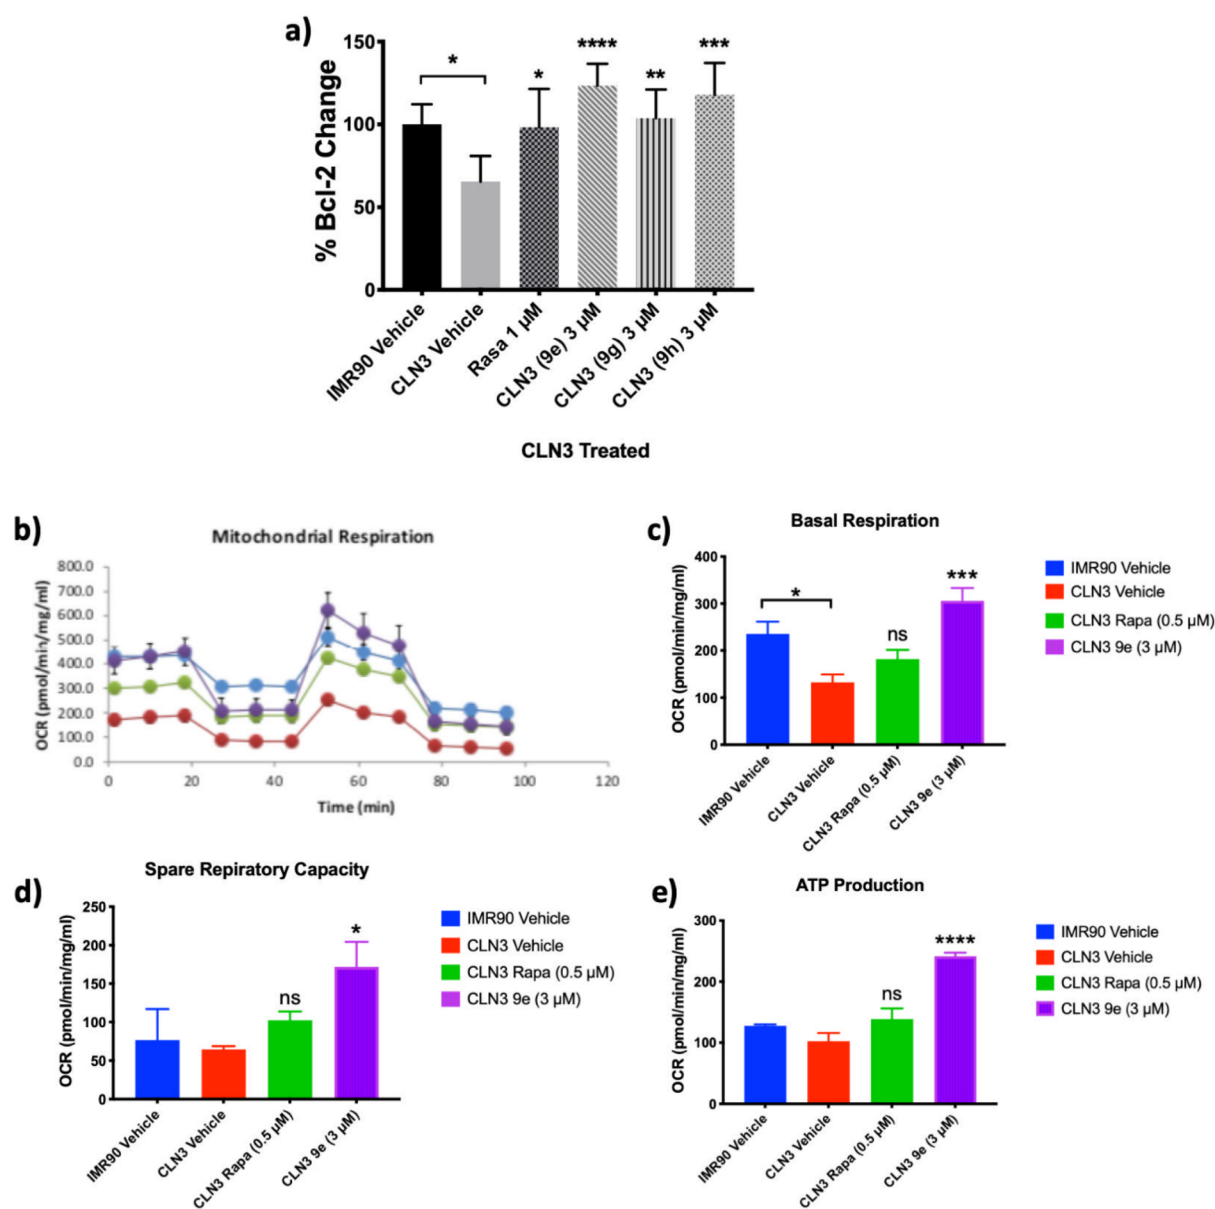 a)
% Bcl-2 Change
150
100
50
0
*
*
****
**
***
IMR90 Vehicle
CLN3 Vehicle
Rasa 1 µM
CLN3 (9e) 3 µM
CLN3 (9g) 3 µM
CLN3 (9h) 3 µM
CLN3 Treated
b)
Mitochondrial Respiration
OCR (pmol/min/mg/ml)
800.0
700.0
600.0
500.0
400.0
300.0
200.0
100.0
0.0
0
20
40
60
80
100
120
Time (min)
c)
Basal Respiration
OCR (pmol/min/mg/ml)
400
300
200
100
0
*
ns
***
IMR90 Vehicle
CLN3 Vehicle
CLN3 Rapa (0.5 µM)
CLN3 9e (3 µM)
IMR90 Vehicle
CLN3 Vehicle
CLN3 Rapa (0.5 µM)
CLN3 9e (3 µM)
d)
Spare Repiratory Capacity
OCR (pmol/min/mg/ml)
250
200
150
100
50
0
ns
*
IMR90 Vehicle
CLN3 Vehicle
CLN3 Rapa (0.5 µM)
CLN3 9e (3 µM)
IMR90 Vehicle
CLN3 Vehicle
CLN3 Rapa (0.5 µM)
CLN3 9e (3 µM)
e)
ATP Production
OCR (pmol/min/mg/ml)
300
200
100
0
ns
****
IMR90 Vehicle
CLN3 Vehicle
CLN3 Rapa (0.5 µM)
CLN3 9e (3 µM)
IMR90 Vehicle
CLN3 Vehicle
CLN3 Rapa (0.5 µM)
CLN3 9e (3 µM)